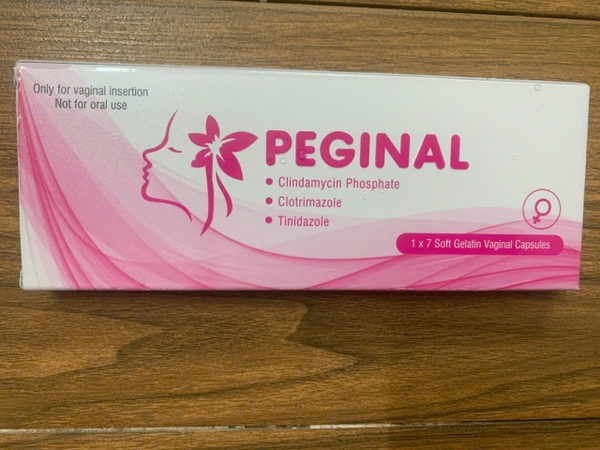 Only for vaginal insertion
Not for oral use
PEGINAL
• Clindamycin Phosphate
• Clotrimazole
• Tinidazole
1 x 7 Soft Gelatin Vaginal Capsules